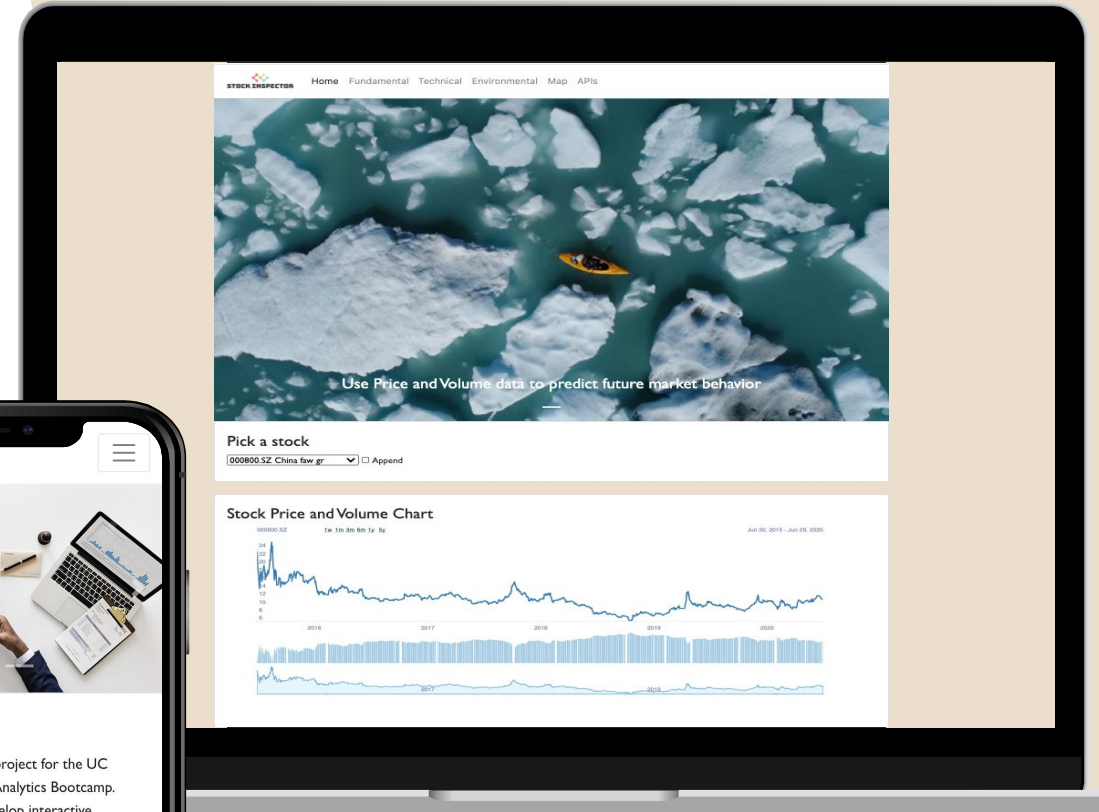 STOCK INSPECTOR
Home Fundamental Technical Environmental Map APIs
Use Price and Volume data to predict future market behavior
Pick a stock
000800.SZ China faw gr Append
Stock Price and Volume Chart
000800.SZ 1w 1m 3m 6m 1y 5y Jun 30, 2015 - Jun 29, 2020
24
22
20
14
12
10
8
6
2016 2017 2018 2019 2020
2017 2019
roject for the UC
Analytics Bootcamp.
elop interactive